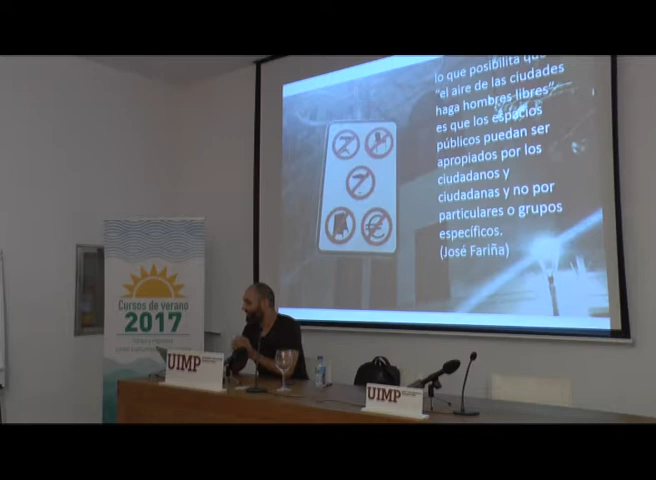 lo que posibilita que
"el aire de las ciudades
haga hombres libres"
es que los espacios
públicos puedan ser
apropiados por los
ciudadanos y
ciudadanas y no por
particulares o grupos
específicos.
(José Fariña)
Cursos de verano
2017
UIMP
UIMP